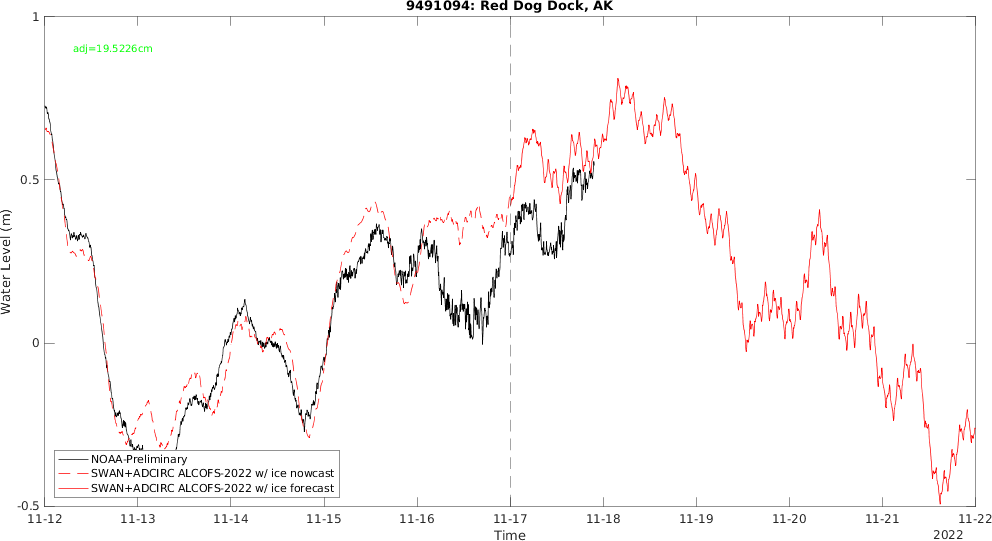 9491094: Red Dog Dock, AK
adj=19.5226cm
Water Level (m)
1
0.5
0
-0.5
NOAA-Preliminary
SWAN+ADCIRC ALCOFS-2022 w/ ice nowcast
SWAN+ADCIRC ALCOFS-2022 w/ ice forecast
11-12 11-13 11-14 11-15 11-16 11-17 11-18 11-19 11-20 11-21 11-22
Time
2022